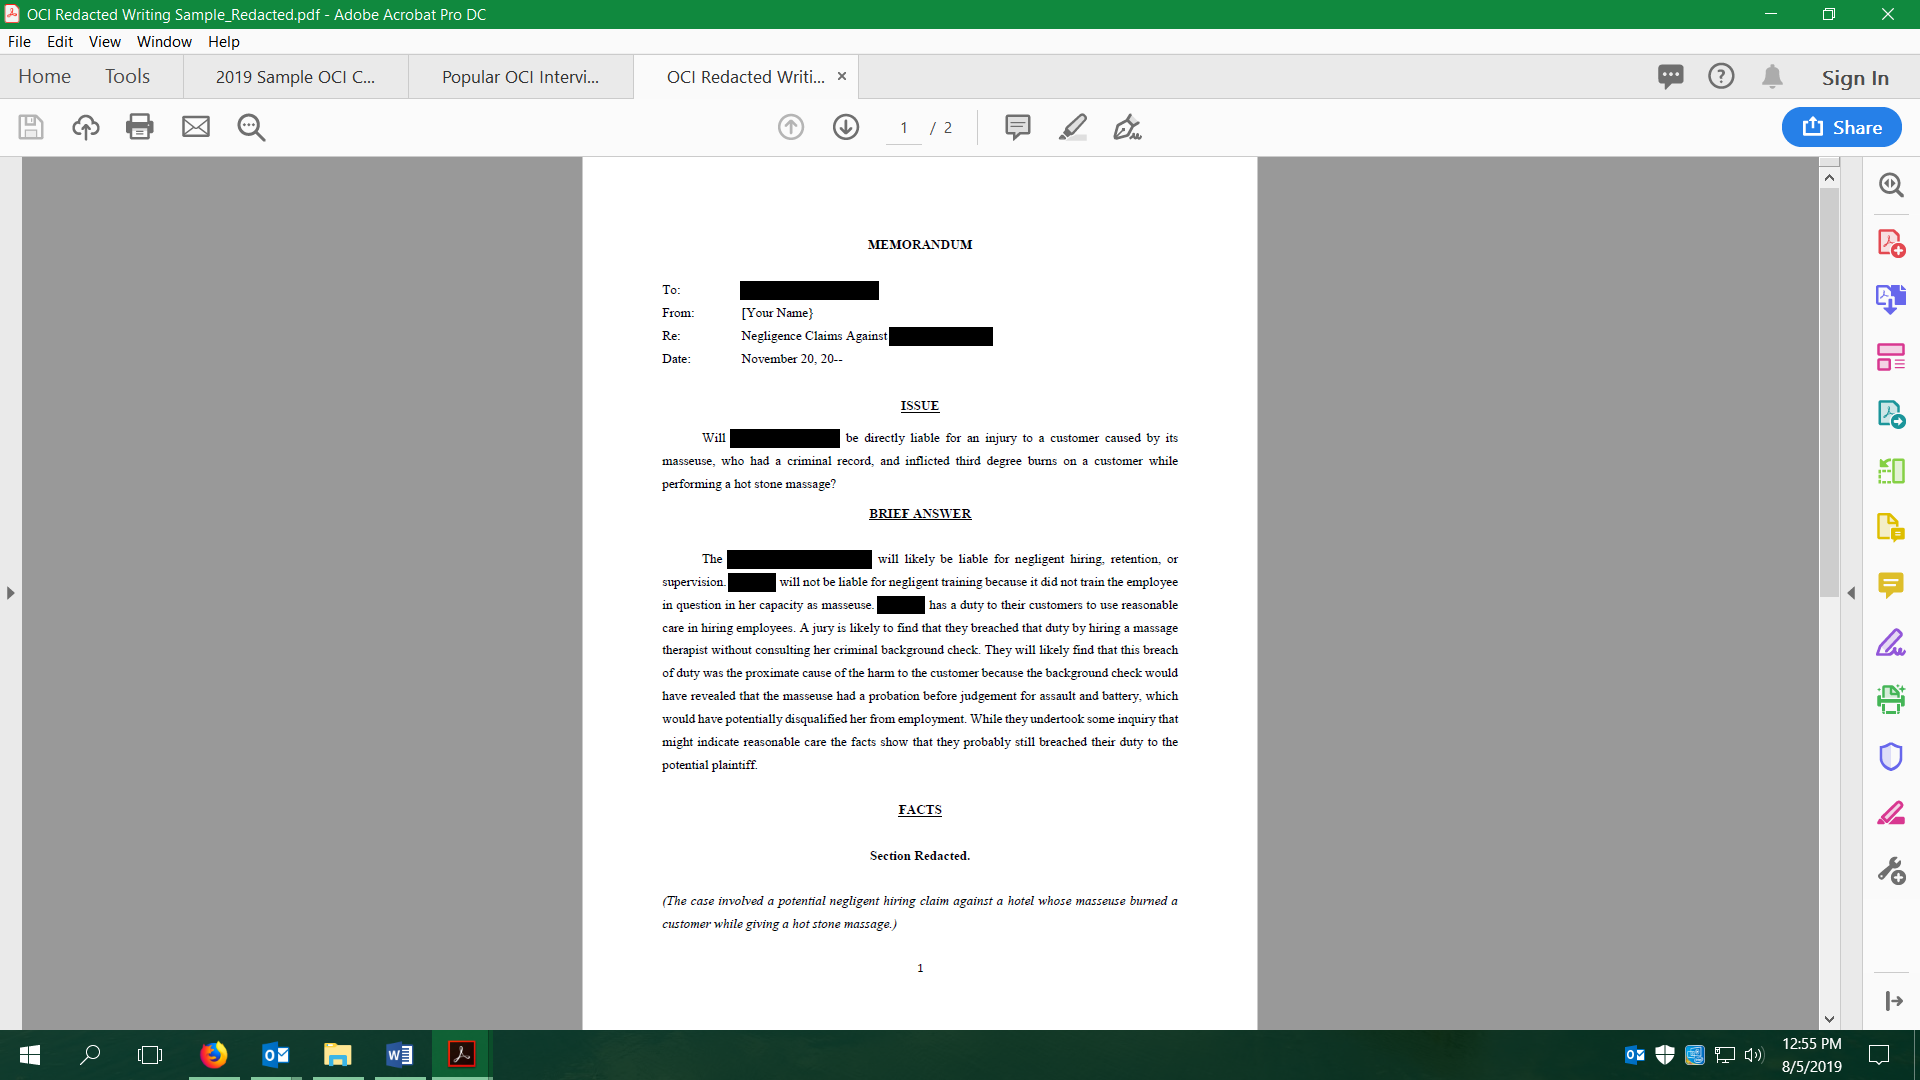 OCI Redacted Writing Sample_Redacted.pdf - Adobe Acrobat Pro DC
File Edit View Window Help
Home Tools 2019 Sample OCI C... Popular OCI Intervi... OCI Redacted Writi... × Sign In
1 / 2 Share
MEMORANDUM
To:
From: [Your Name}
Re: Negligence Claims Against
Date: November 20, 20--
ISSUE
Will be directly liable for an injury to a customer caused by its
masseuse, who had a criminal record, and inflicted third degree burns on a customer while
performing a hot stone massage?
BRIEF ANSWER
The will likely be liable for negligent hiring, retention, or
supervision. will not be liable for negligent training because it did not train the employee
in question in her capacity as masseuse. has a duty to their customers to use reasonable
care in hiring employees. A jury is likely to find that they breached that duty by hiring a massage
therapist without consulting her criminal background check. They will likely find that this breach
of duty was the proximate cause of the harm to the customer because the background check would
have revealed that the masseuse had a probation before judgement for assault and battery, which
would have potentially disqualified her from employment. While they undertook some inquiry that
might indicate reasonable care the facts show that they probably still breached their duty to the
potential plaintiff.
FACTS
Section Redacted.
(The case involved a potential negligent hiring claim against a hotel whose masseuse burned a
customer while giving a hot stone massage.)
1
12:55 PM
8/5/2019